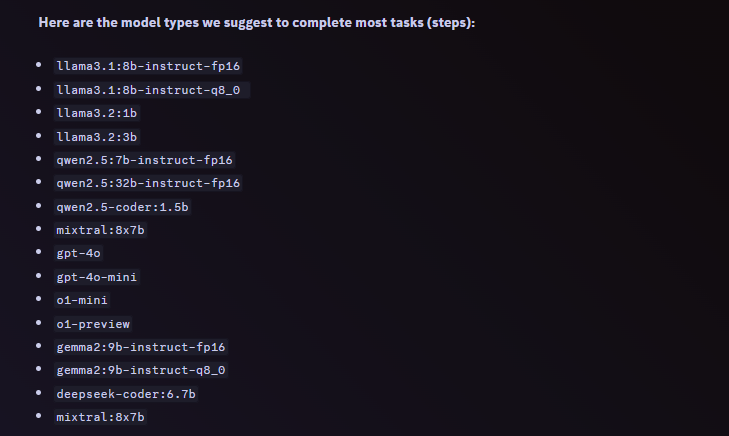 Here are the model types we suggest to complete most tasks (steps):
llama3.1:8b-instruct-fp16
llama3.1:8b-instruct-q8_0
llama3.2:1b
llama3.2:3b
qwen2.5:7b-instruct-fp16
qwen2.5:32b-instruct-fp16
qwen2.5-coder:1.5b
mixtral:8x7b
gpt-4o
gpt-4o-mini
o1-mini
o1-preview
gemma2:9b-instruct-fp16
gemma2:9b-instruct-q8_0
deepseek-coder:6.7b
mixtral:8x7b